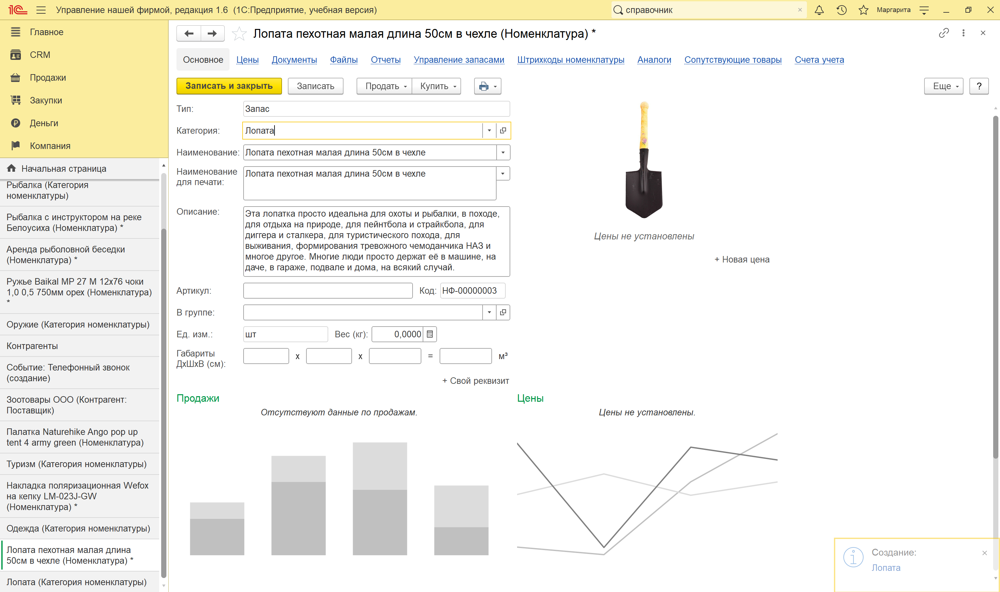 1С Управление нашей фирмой, редакция 1.6 (1С:Предприятие, учебная версия)
справочник
Маргарита
Главное
CRM
Продажи
Закупки
Деньги
Компания
Начальная страница
Рыбалка (Категория
номенклатуры)
Рыбалка с инструктором на реке
Белоусиха (Номенклатура) *
Аренда рыболовной беседки
(Номенклатура) *
Ружье Baikal МР 27 М 12х76 чоки
1,0 0,5 750мм орех (Номенклатура)
*
Оружие (Категория номенклатуры)
Контрагенты
Событие: Телефонный звонок
(создание)
Зоотовары ООО (Контрагент:
Поставщик)
Палатка Naturehike Ango pop up
tent 4 army green (Номенклатура)
Туризм (Категория номенклатуры)
Накладка поляризационная Wefox
на кепку LM-023J-GW
(Номенклатура) *
Одежда (Категория номенклатуры)
Лопата пехотная малая длина
50см в чехле (Номенклатура) *
Лопата (Категория номенклатуры)
Лопата пехотная малая длина 50см в чехле (Номенклатура) *
Основное Цены Документы Файлы Отчеты Управление запасами Штрихкоды номенклатуры Аналоги Сопутствующие товары Счета учета
Записать и закрыть Записать Продать Купить Еще ?
Тип: Запас
Категория: Лопата
Наименование: Лопата пехотная малая длина 50см в чехле
Наименование
для печати:
Лопата пехотная малая длина 50см в чехле
Описание:
Эта лопатка просто идеальна для охоты и рыбалки, в походе,
для отдыха на природе, для пейнтбола и страйкбола, для
диггера и сталкера, для туристического похода, для
выживания, формирования тревожного чемоданчика НАЗ и
многое другое. Многие люди просто держат её в машине, на
даче, в гараже, подвале и дома, на всякий случай.
Цены не установлены
+ Новая цена
Артикул: Код: НФ-00000003
В группе:
Ед. изм.: шт Вес (кг): 0,0000
Габариты
ДхШхВ (см):
х х = м³
+ Свой реквизит
Продажи
Отсутствуют данные по продажам.
Цены
Цены не установлены.
Создание:
Лопата